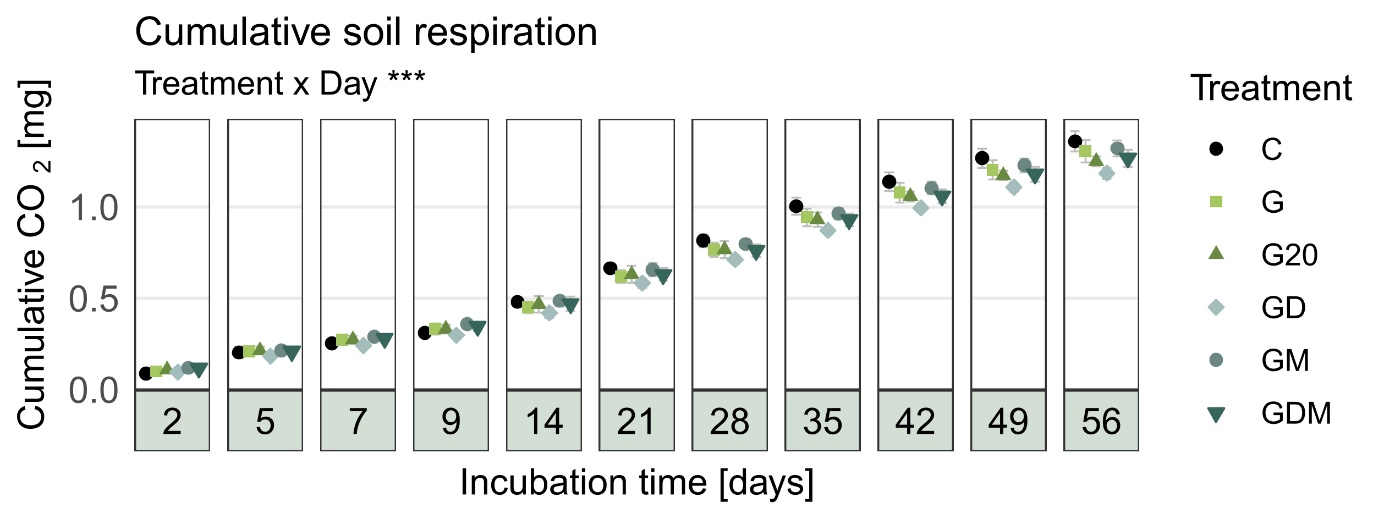 Cumulative soil respiration
Treatment x Day ***
Cumulative CO 2 [mg]
1.0
0.5
0.0
2 5 7 9 14 21 28 35 42 49 56
Incubation time [days]
Treatment
C
G
G20
GD
GM
GDM